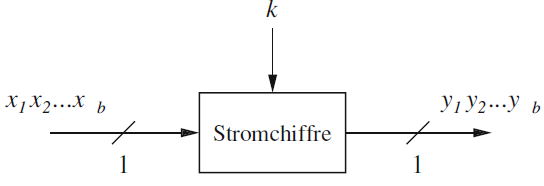 k
x1x2...x b
y1y2...y b
Stromchiffre
1
1